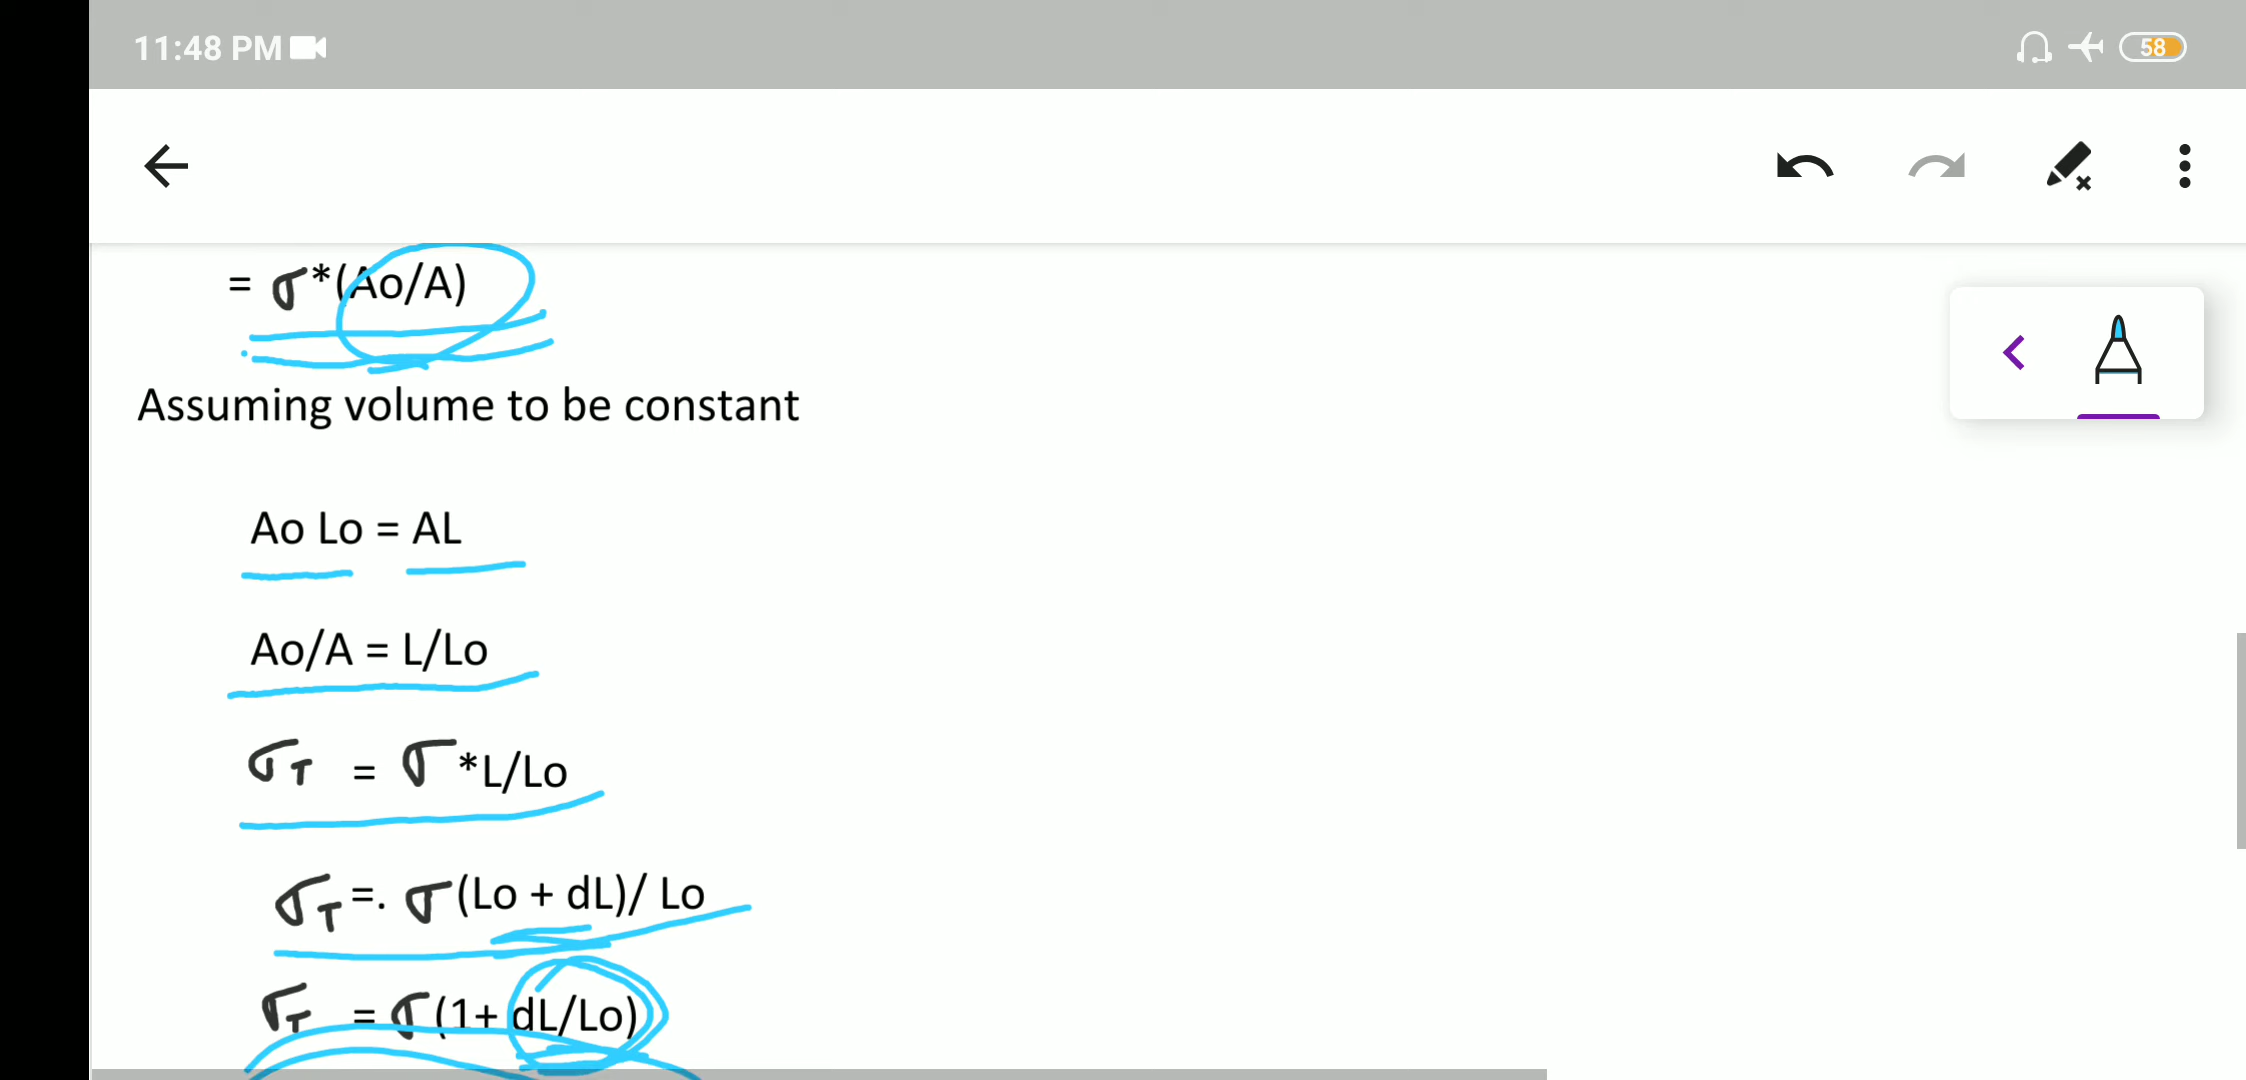 11:48 PM
58
= σ*(Ao/A)
Assuming volume to be constant
Ao Lo = AL
Ao/A = L/Lo
σT = σ*L/Lo
σT=. σ(Lo + dL)/ Lo
σT = σ(1+ dL/Lo)